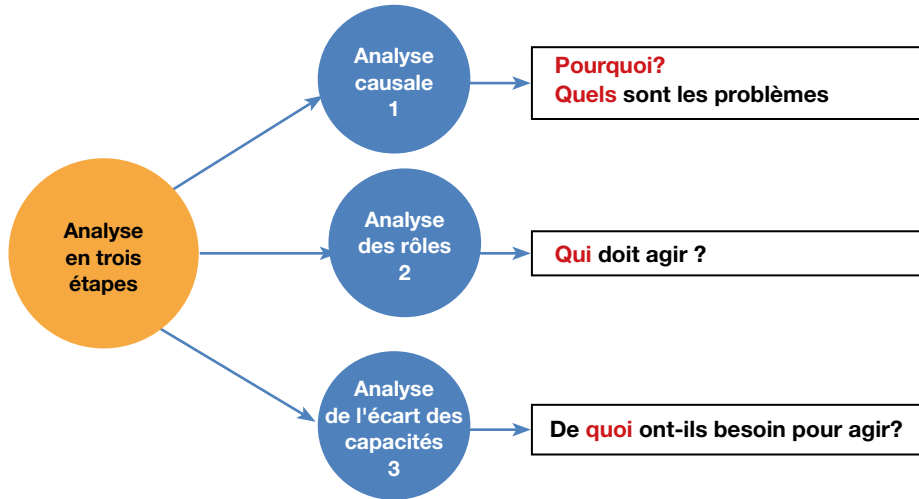 Analyse
en trois
étapes
Analyse
causale
1
Pourquoi?
Quels sont les problèmes
Analyse
des rôles
2
Qui doit agir ?
Analyse
de l'écart des
capacités
3
De quoi ont-ils besoin pour agir?